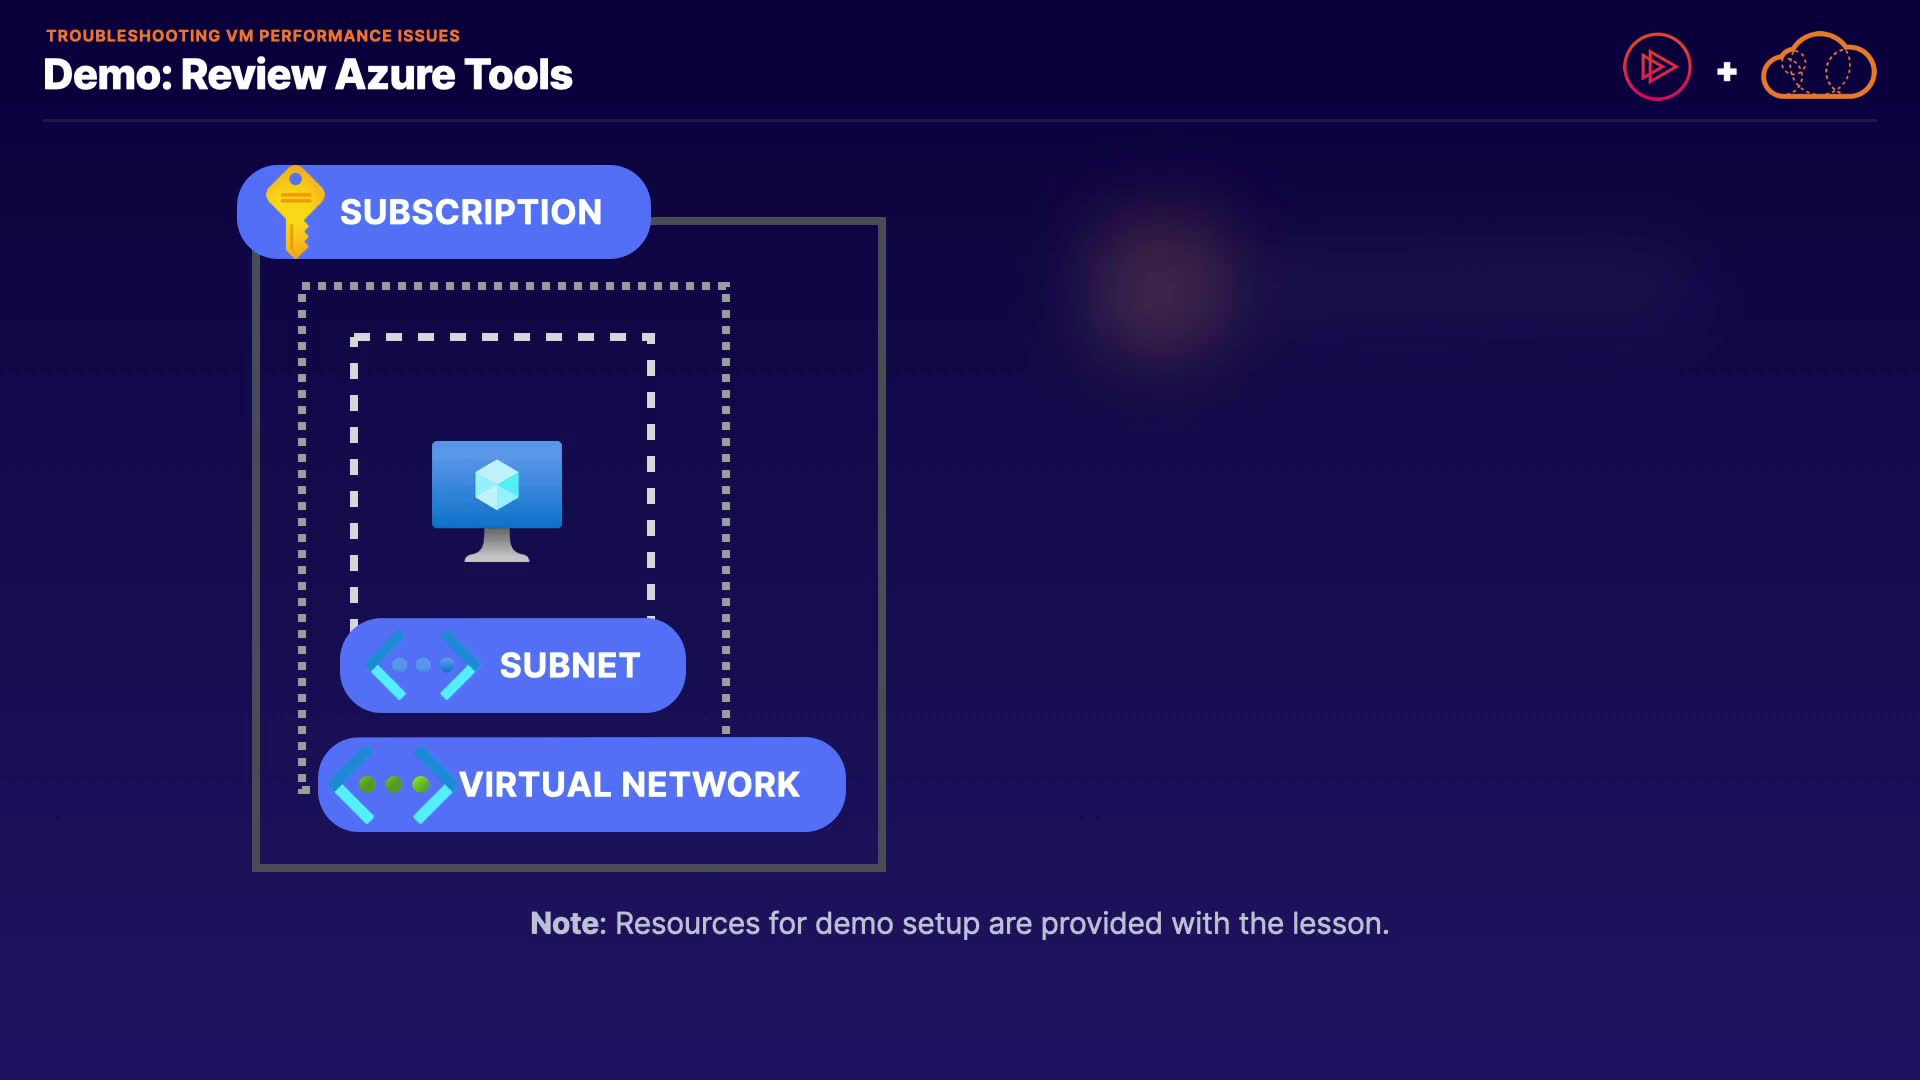 TROUBLESHOOTING VM PERFORMANCE ISSUES
Demo: Review Azure Tools
SUBSCRIPTION
SUBNET
VIRTUAL NETWORK
Note: Resources for demo setup are provided with the lesson.